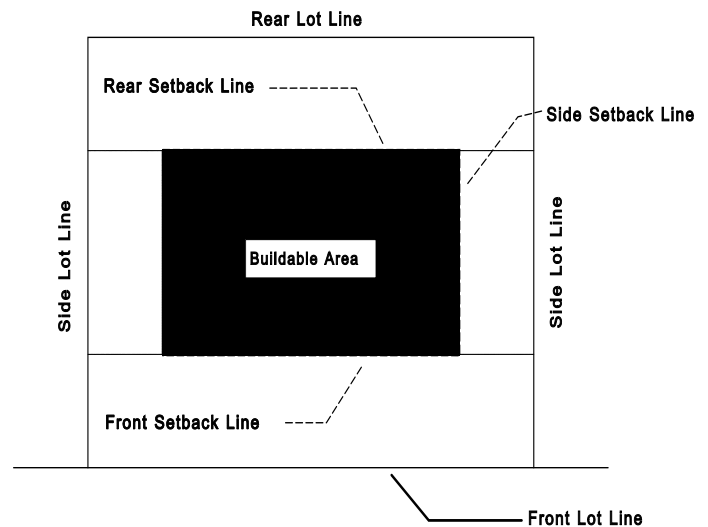 Rear Lot Line
Rear Setback Line
Side Setback Line
Side Lot Line
Buildable Area
Side Lot Line
Front Setback Line
Front Lot Line